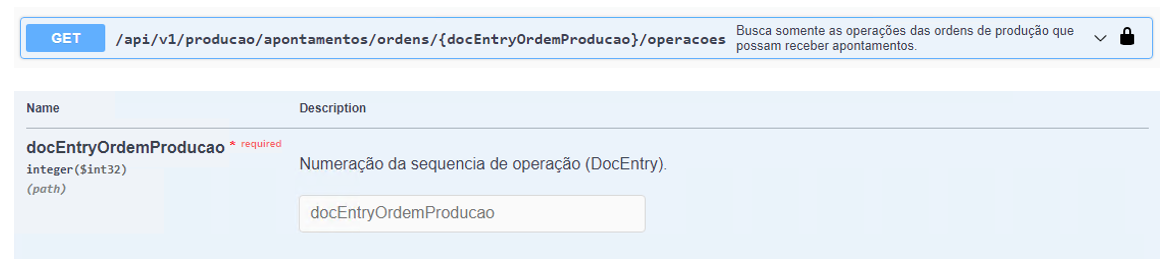 GET /api/v1/producao/apontamentos/ordens/{docEntryOrdemProducao}/operacoes Busca somente as operações das ordens de produção que
possam receber apontamentos.
Name Description
docEntryOrdemProducao * required
integer($int32)
(path)
Numeração da sequencia de operação (DocEntry).
docEntryOrdemProducao